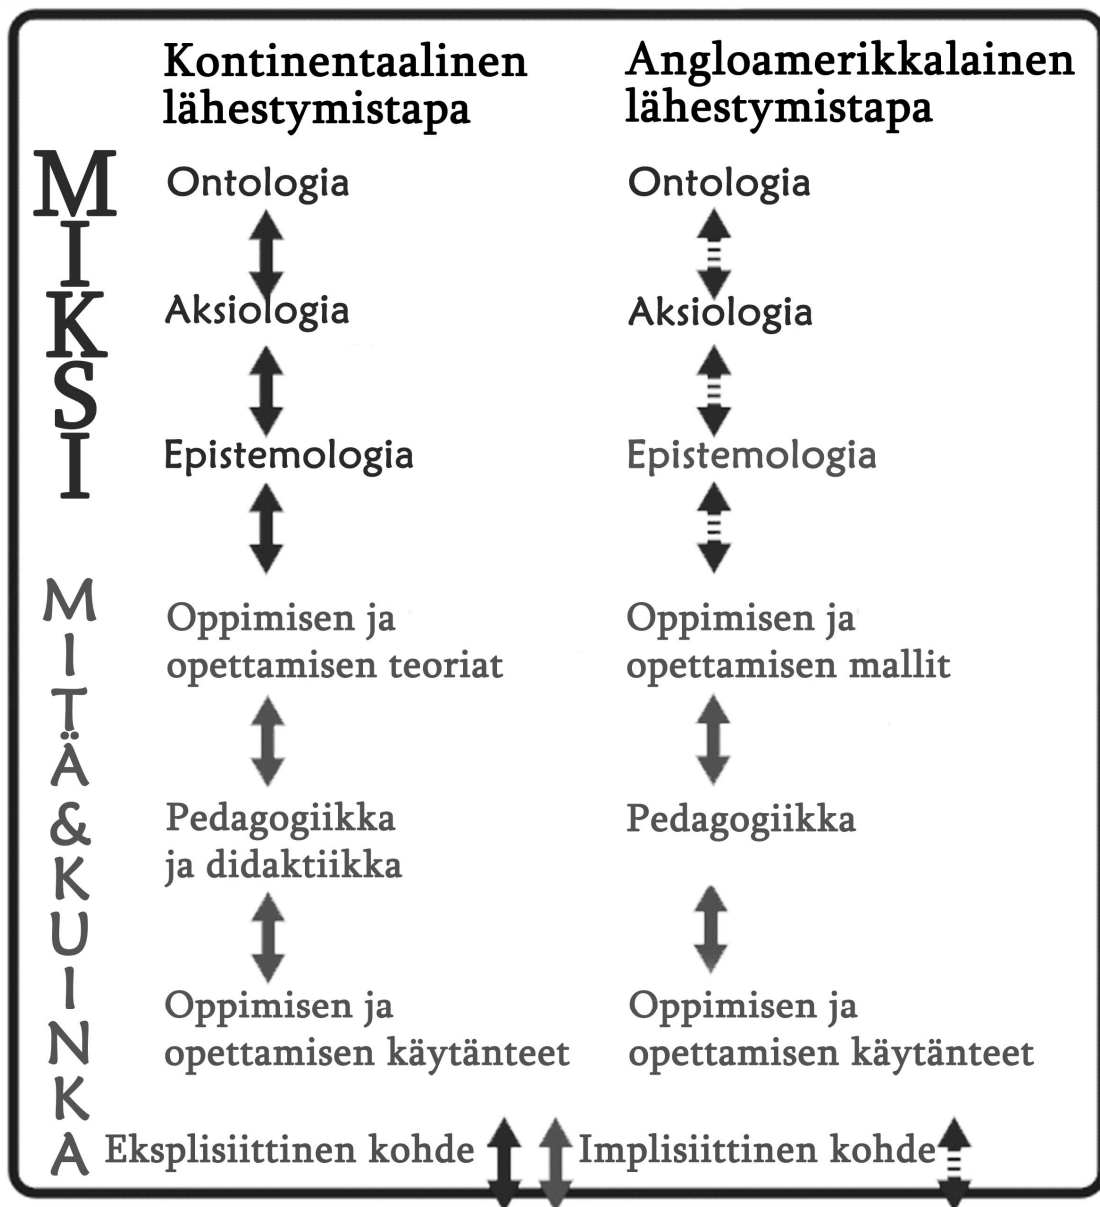 Kontinentaalinen
lähestymistapa
Angloamerikkalainen
lähestymistapa
MIKSI
Ontologia
Ontologia
Aksiologia
Aksiologia
Epistemologia
Epistemologia
MITÄ&KUINKA
Oppimisen ja
opettamisen teoriat
Oppimisen ja
opettamisen mallit
Pedagogiikka
ja didaktiikka
Pedagogiikka
Oppimisen ja
opettamisen käytänteet
Oppimisen ja
opettamisen käytänteet
Eksplisiittinen kohde
Implisiittinen kohde